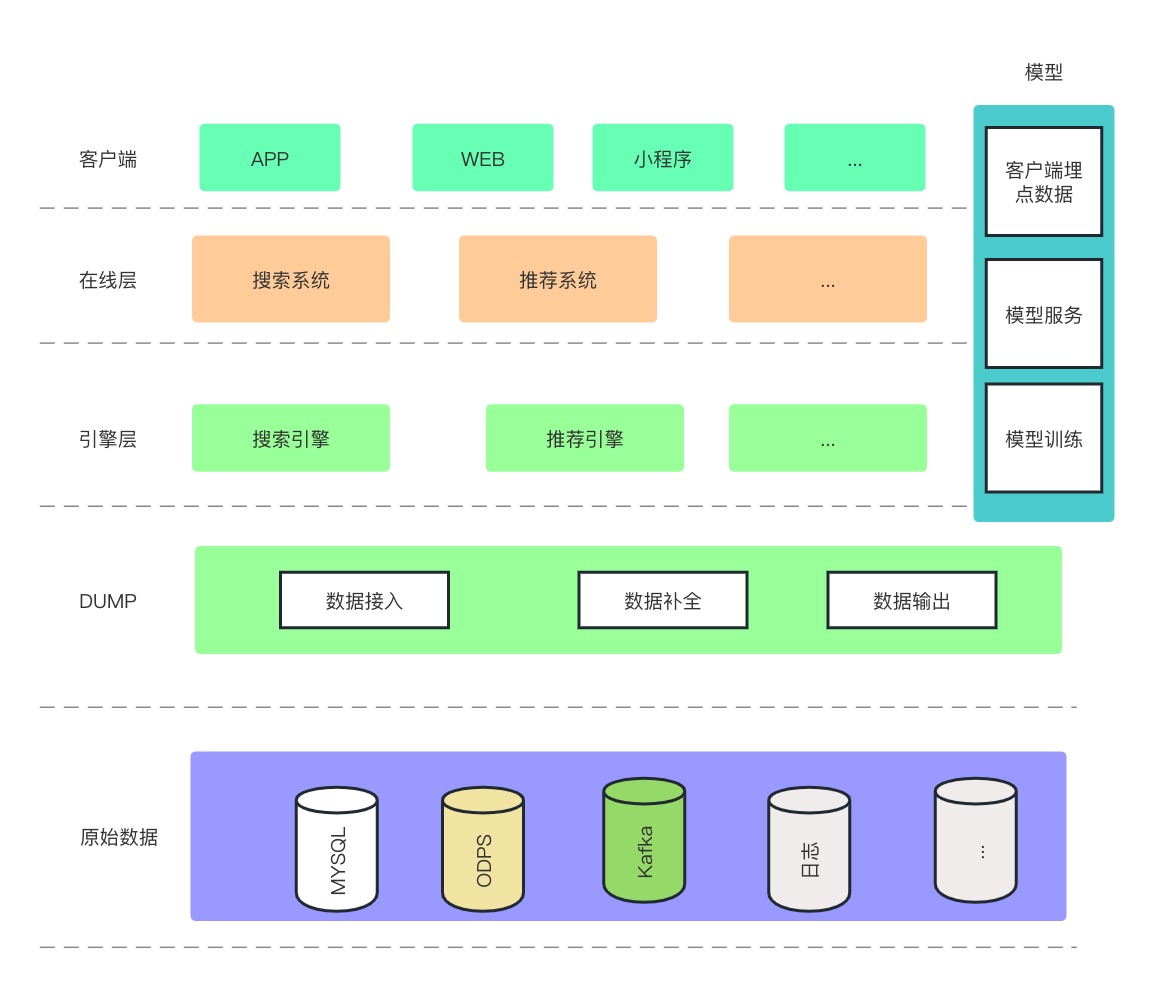 模型
客户端
APP
WEB
小程序
...
客户端埋
点数据
在线层
搜索系统
推荐系统
...
模型服务
引擎层
搜索引擎
推荐引擎
...
模型训练
DUMP
数据接入
数据补全
数据输出
原始数据
MYSQL
ODPS
Kafka
日志
...